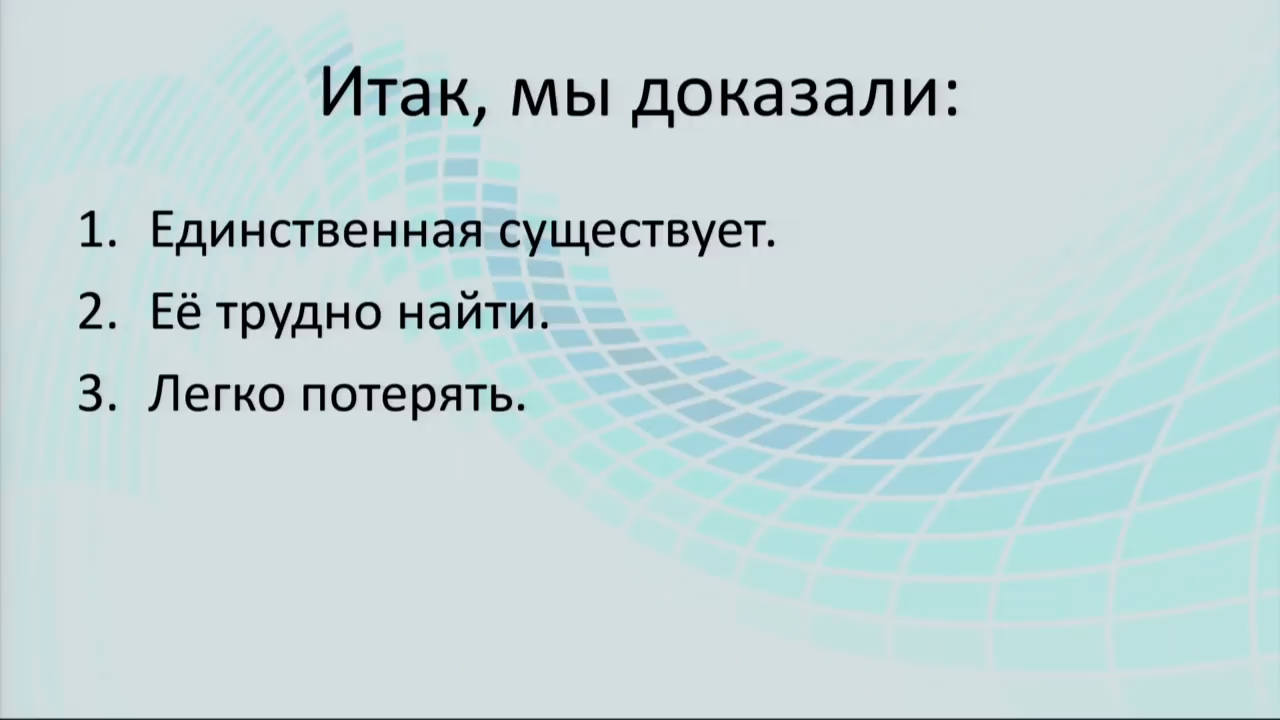 Итак, мы доказали:
1. Единственная существует.
2. Её трудно найти.
3. Легко потерять.